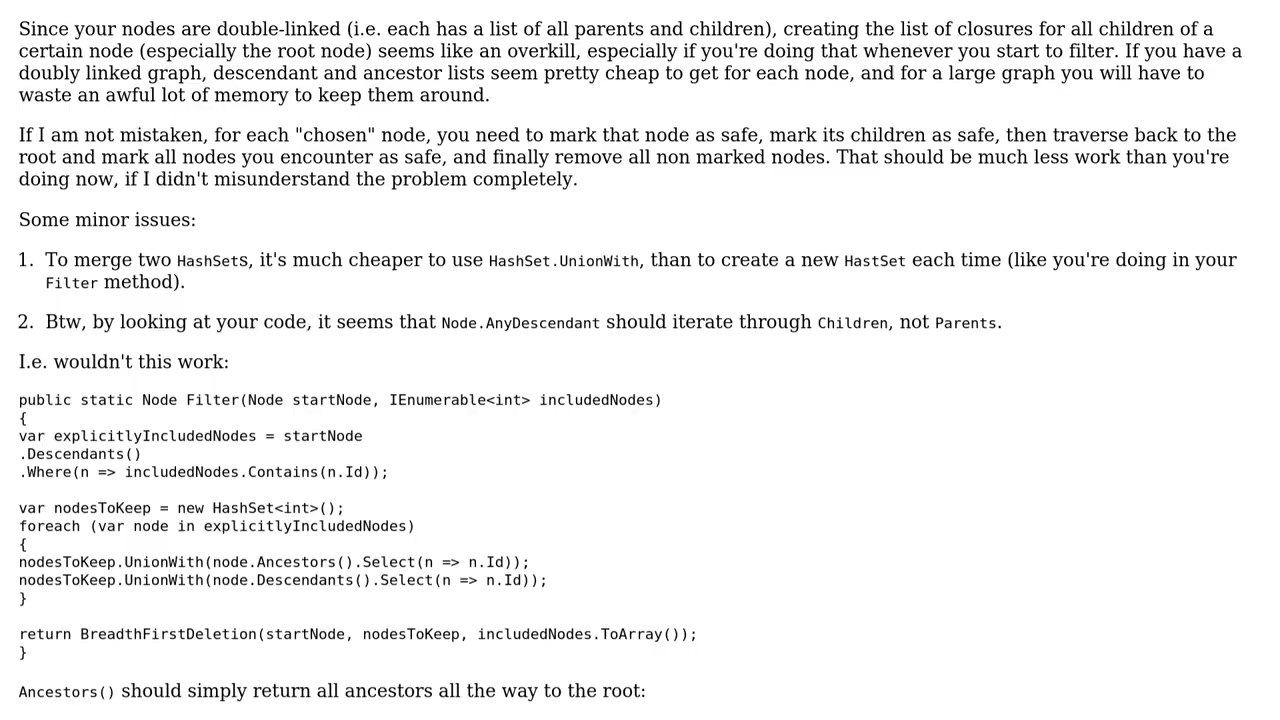 Since your nodes are double-linked (i.e. each has a list of all parents and children), creating the list of closures for all children of a
certain node (especially the root node) seems like an overkill, especially if you're doing that whenever you start to filter. If you have a
doubly linked graph, descendant and ancestor lists seem pretty cheap to get for each node, and for a large graph you will have to
waste an awful lot of memory to keep them around.
If I am not mistaken, for each "chosen" node, you need to mark that node as safe, mark its children as safe, then traverse back to the
root and mark all nodes you encounter as safe, and finally remove all non marked nodes. That should be much less work than you're
doing now, if I didn't misunderstand the problem completely.
Some minor issues:
1. To merge two HashSets, it's much cheaper to use HashSet.UnionWith, than to create a new HastSet each time (like you're doing in your
Filter method).
2. Btw, by looking at your code, it seems that Node.AnyDescendant should iterate through Children, not Parents.
I.e. wouldn't this work:
public static Node Filter(Node startNode, IEnumerable<int> includedNodes)
{
var explicitlyIncludedNodes = startNode
.Descendants()
.Where(n => includedNodes.Contains(n.Id));
var nodesToKeep = new HashSet<int>();
foreach (var node in explicitlyIncludedNodes)
{
nodesToKeep.UnionWith(node.Ancestors().Select(n => n.Id));
nodesToKeep.UnionWith(node.Descendants().Select(n => n.Id));
}
return BreadthFirstDeletion(startNode, nodesToKeep, includedNodes.ToArray());
}
Ancestors() should simply return all ancestors all the way to the root: